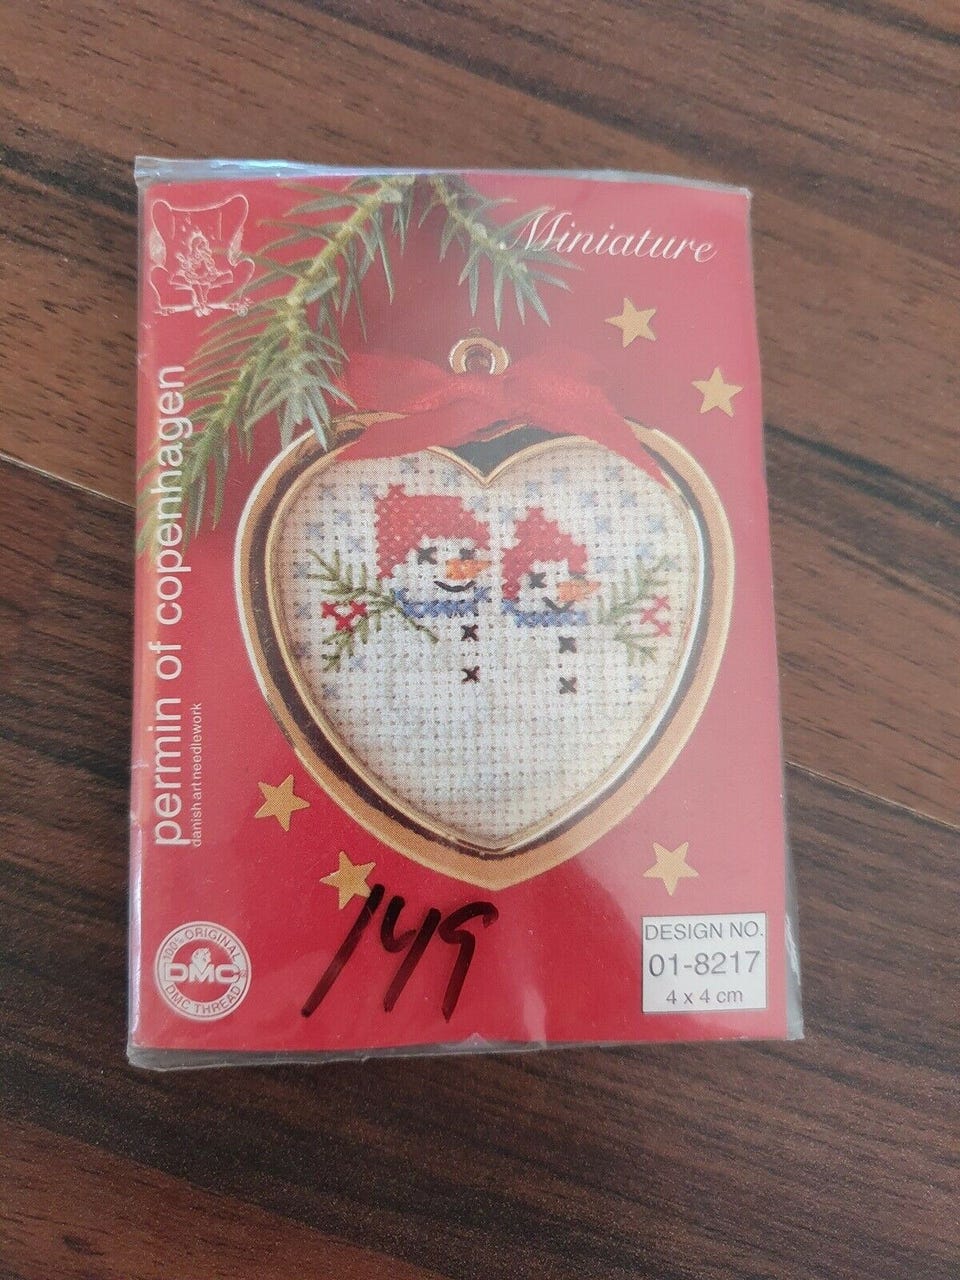 Miniature
permin of copenhagen
danish art needlework
149
100% ORIGINAL
DMC
DMC THREAD
DESIGN NO.
01-8217
4 x 4 cm